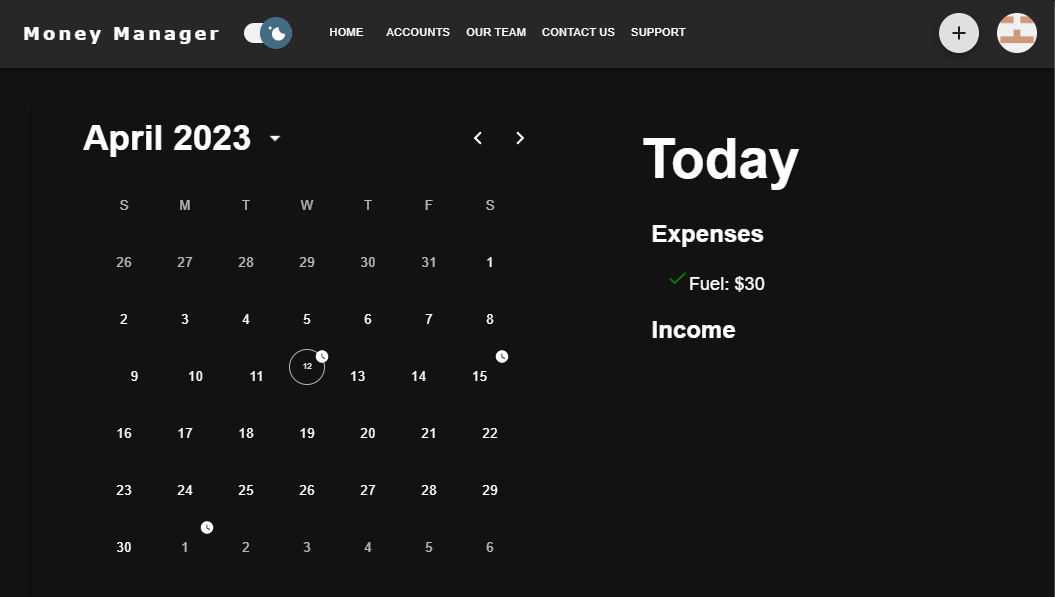 Money Manager HOME ACCOUNTS OUR TEAM CONTACT US SUPPORT +
April 2023
S M T W T F S
26 27 28 29 30 31 1
2 3 4 5 6 7 8
9 10 11 12 13 14 15
16 17 18 19 20 21 22
23 24 25 26 27 28 29
30 1 2 3 4 5 6
Today
Expenses
Fuel: $30
Income